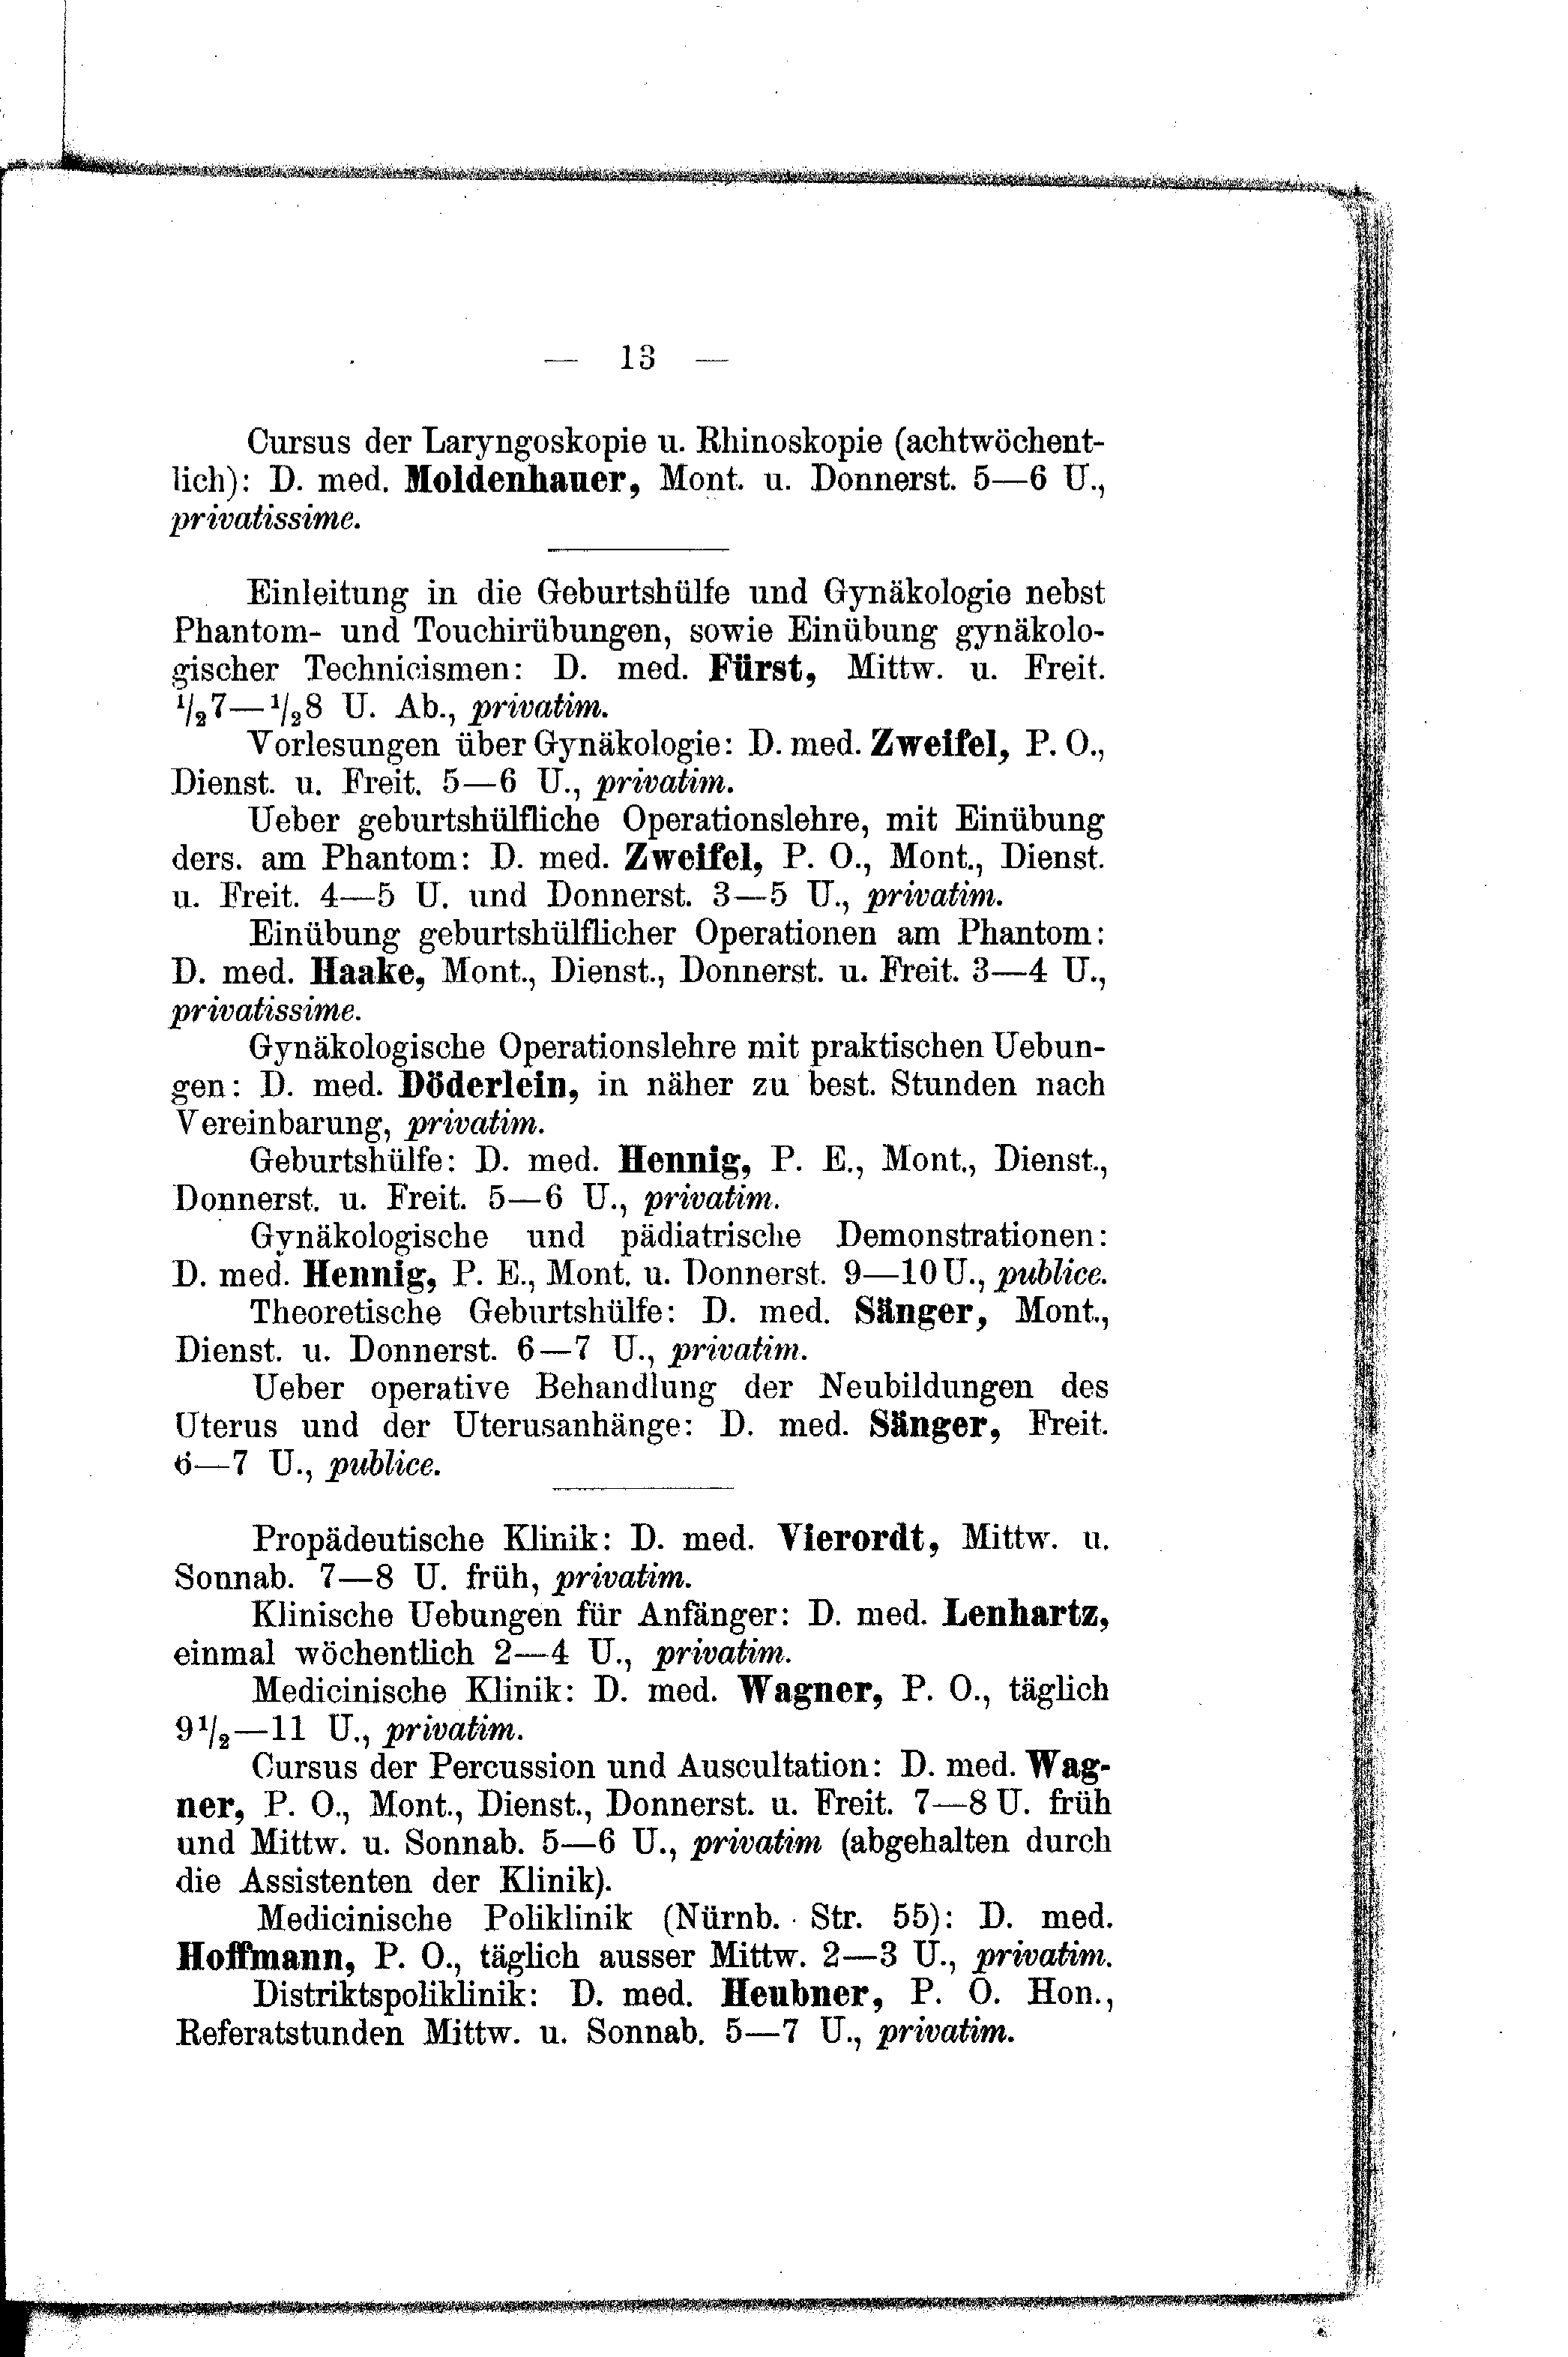 — 13 —
Cursus der Laryngoskopie u. Rhinoskopie (achtwöchent-
lich): D. med. Moldenhauer, Mont. u. Donnerst. 5—6 U.,
privatissime.
Einleitung in die Geburtshülfe und Gynäkologie nebst
Phantom- und Touchirübungen, sowie Einübung gynäkolo-
gischer Technicismen: D. med. Fürst, Mittw. u. Freit.
1/2 7—1/2 8 U. Ab., privatim.
Vorlesungen über Gynäkologie: D. med. Zweifel, P. O.,
Dienst. u. Freit. 5—6 U., privatim.
Ueber geburtshülfliche Operationslehre, mit Einübung
ders. am Phantom: D. med. Zweifel, P. O., Mont., Dienst.
u. Freit. 4—5 U. und Donnerst. 3—5 U., privatim.
Einübung geburtshülflicher Operationen am Phantom:
D. med. Haake, Mont., Dienst., Donnerst. u. Freit. 3—4 U.,
privatissime.
Gynäkologische Operationslehre mit praktischen Uebun-
gen: D. med. Döderlein, in näher zu best. Stunden nach
Vereinbarung, privatim.
Geburtshülfe: D. med. Hennig, P. E., Mont., Dienst.,
Donnerst. u. Freit. 5—6 U., privatim.
Gynäkologische und pädiatrische Demonstrationen:
D. med. Hennig, P. E., Mont. u. Donnerst. 9—10 U., publice.
Theoretische Geburtshülfe: D. med. Sänger, Mont.,
Dienst. u. Donnerst. 6—7 U., privatim.
Ueber operative Behandlung der Neubildungen des
Uterus und der Uterusanhänge: D. med. Sänger, Freit.
6—7 U., publice.
Propädeutische Klinik: D. med. Vierordt, Mittw. u.
Sonnab. 7—8 U. früh, privatim.
Klinische Uebungen für Anfänger: D. med. Lenhartz,
einmal wöchentlich 2—4 U., privatim.
Medicinische Klinik: D. med. Wagner, P. O., täglich
9 1/2—11 U., privatim.
Cursus der Percussion und Auscultation: D. med. Wag-
ner, P. O., Mont., Dienst., Donnerst. u. Freit. 7—8 U. früh
und Mittw. u. Sonnab. 5—6 U., privatim (abgehalten durch
die Assistenten der Klinik).
Medicinische Poliklinik (Nürnb. Str. 55): D. med.
Hoffmann, P. O., täglich ausser Mittw. 2—3 U., privatim.
Distriktspoliklinik: D. med. Heubner, P. O. Hon.,
Referatstunden Mittw. u. Sonnab. 5—7 U., privatim.